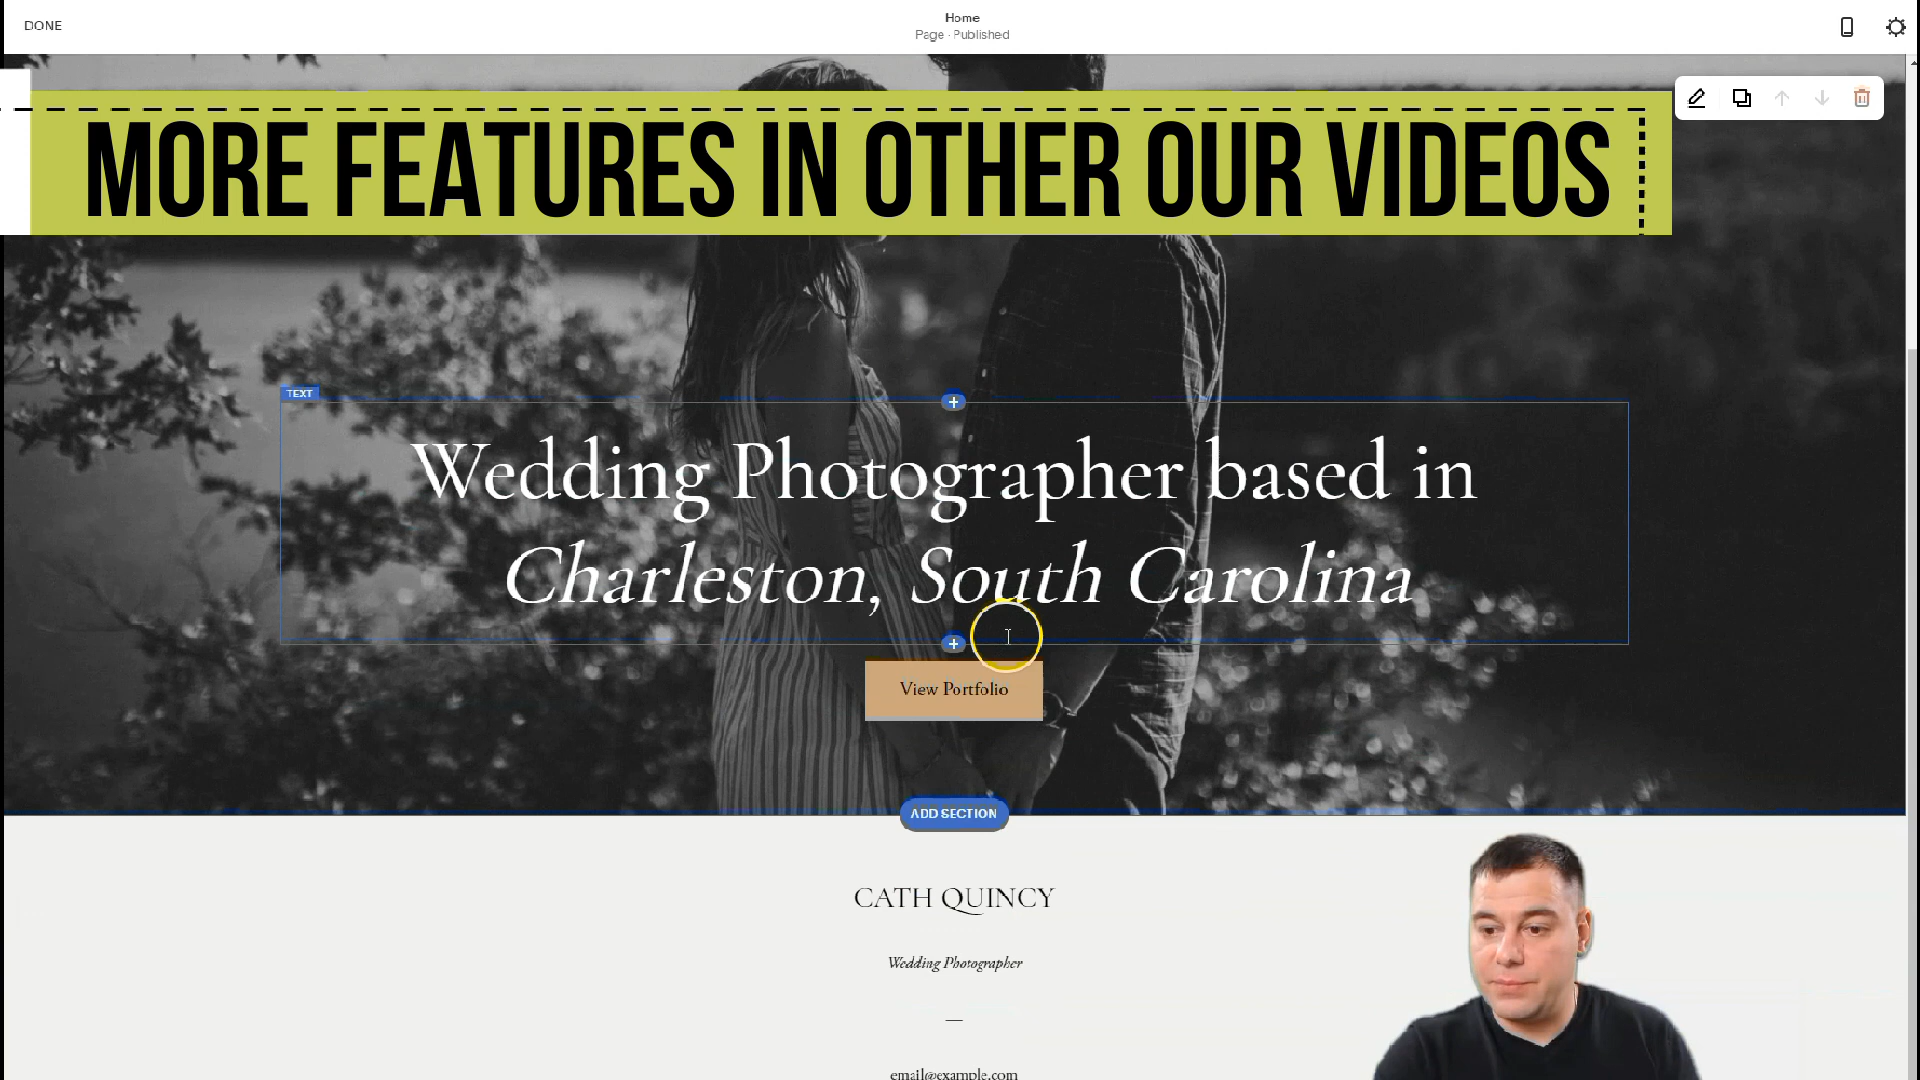 DONE
Home
Page · Published
MORE FEATURES IN OTHER OUR VIDEOS
TEXT
Wedding Photographer based in
Charleston, South Carolina
View Portfolio
ADD SECTION
CATH QUINCY
Wedding Photographer
—
email@example.com